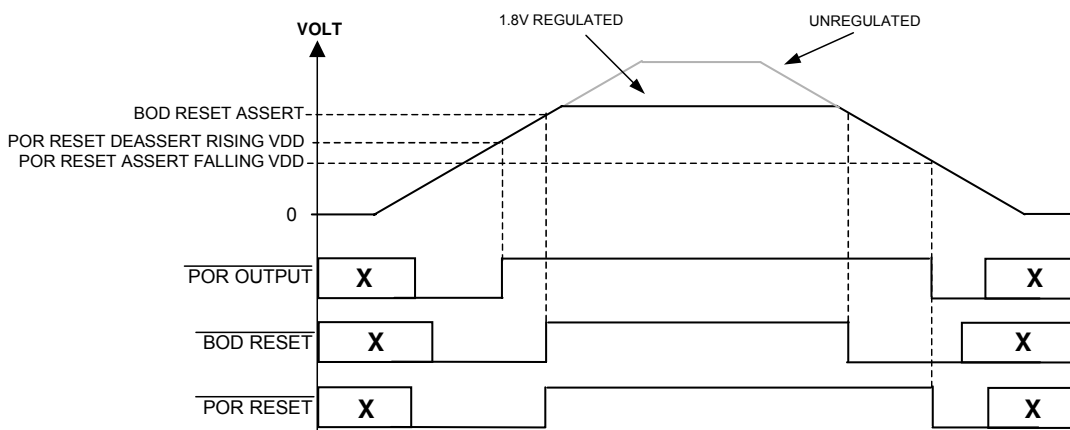 1.8V REGULATED
UNREGULATED
VOLT
BOD RESET ASSERT
POR RESET DEASSERT RISING VDD
POR RESET ASSERT FALLING VDD
0
POR OUTPUT
X
X
BOD RESET
X
X
POR RESET
X
X